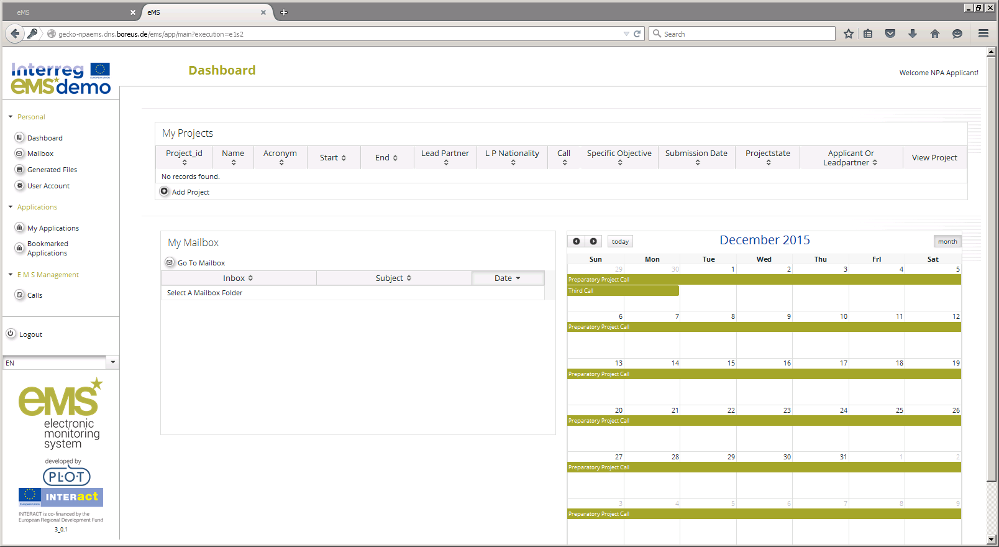 eMS
eMS
gecko-npaems.dns.boreus.de/ems/app/main?execution=e1s2
Search
Interreg
EUROPEAN UNION
eMS demo
Dashboard
Welcome NPA Applicant!
Personal
Dashboard
Mailbox
Generated Files
User Account
Applications
My Applications
Bookmarked
Applications
E M S Management
Calls
Logout
EN
eMS
electronic
monitoring
system
developed by
PL·O·T
European Union
INTERact
INTERACT is co-financed by the
European Regional Development Fund
3_0.1
My Projects
Project_id
Name
Acronym
Start
End
Lead Partner
L P Nationality
Call
Specific Objective
Submission Date
Projectstate
Applicant Or
Leadpartner
View Project
No records found.
Add Project
My Mailbox
Go To Mailbox
Inbox
Subject
Date
Select A Mailbox Folder
today
December 2015
month
Sun Mon Tue Wed Thu Fri Sat
29 30 1 2 3 4 5
Preparatory Project Call
Third Call
6 7 8 9 10 11 12
Preparatory Project Call
13 14 15 16 17 18 19
Preparatory Project Call
20 21 22 23 24 25 26
Preparatory Project Call
27 28 29 30 31 1 2
Preparatory Project Call
3 4 5 6 7 8 9
Preparatory Project Call